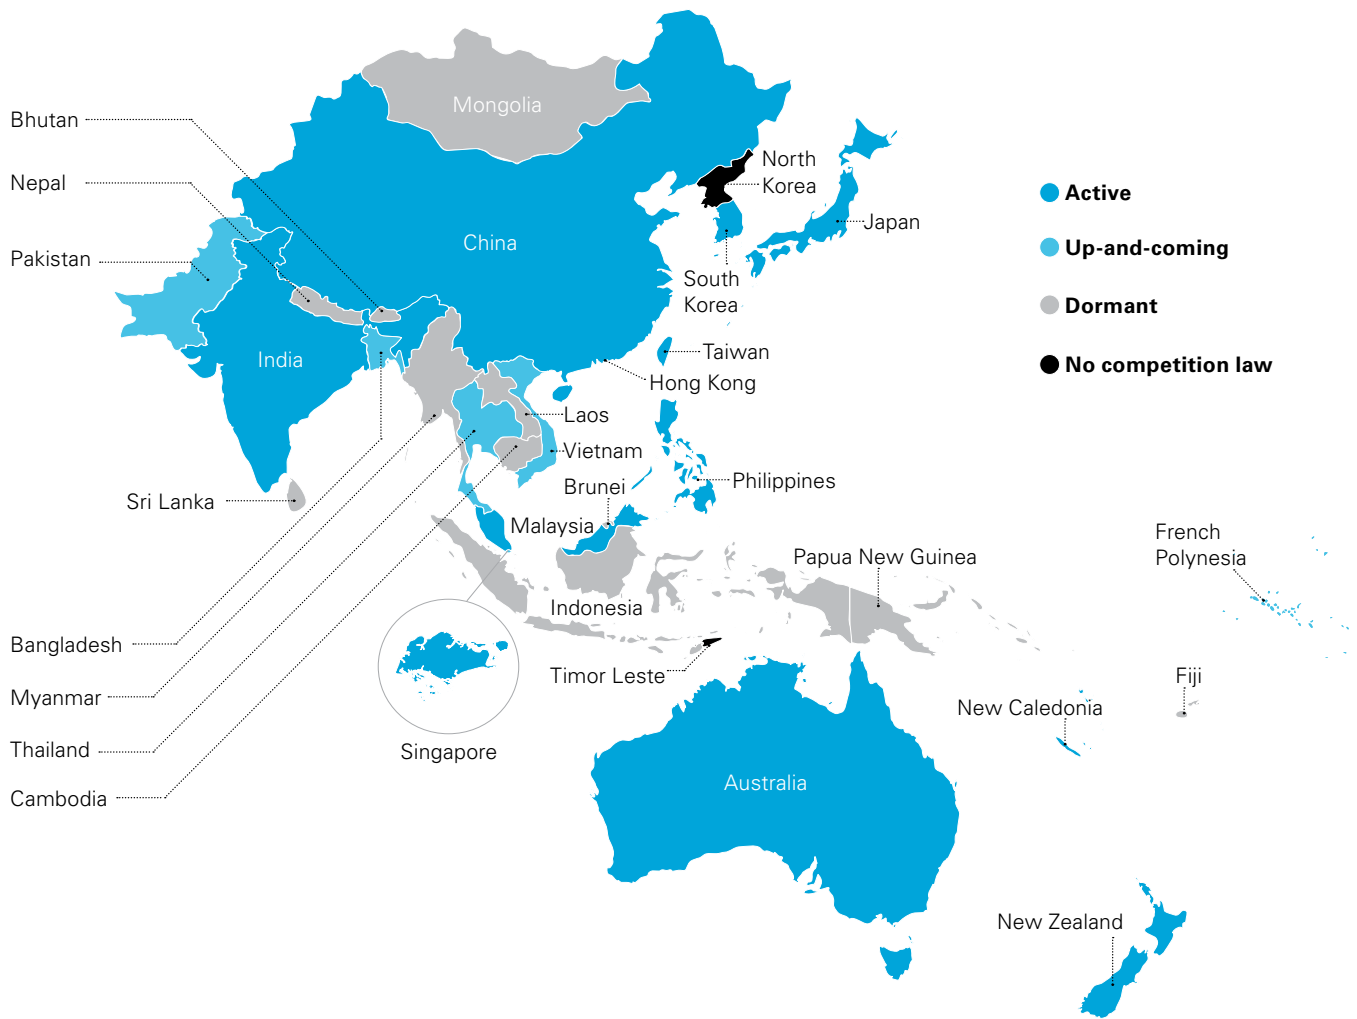 Mongolia
Bhutan
North
Korea
Nepal
Active
Japan
China
Up-and-coming
Pakistan
South
Korea
Dormant
Taiwan
India
No competition law
Hong Kong
Laos
Vietnam
Philippines
Brunei
Sri Lanka
Malaysia
French
Polynesia
Papua New Guinea
Indonesia
Bangladesh
Timor Leste
Fiji
Myanmar
New Caledonia
Thailand
Singapore
Australia
Cambodia
New Zealand